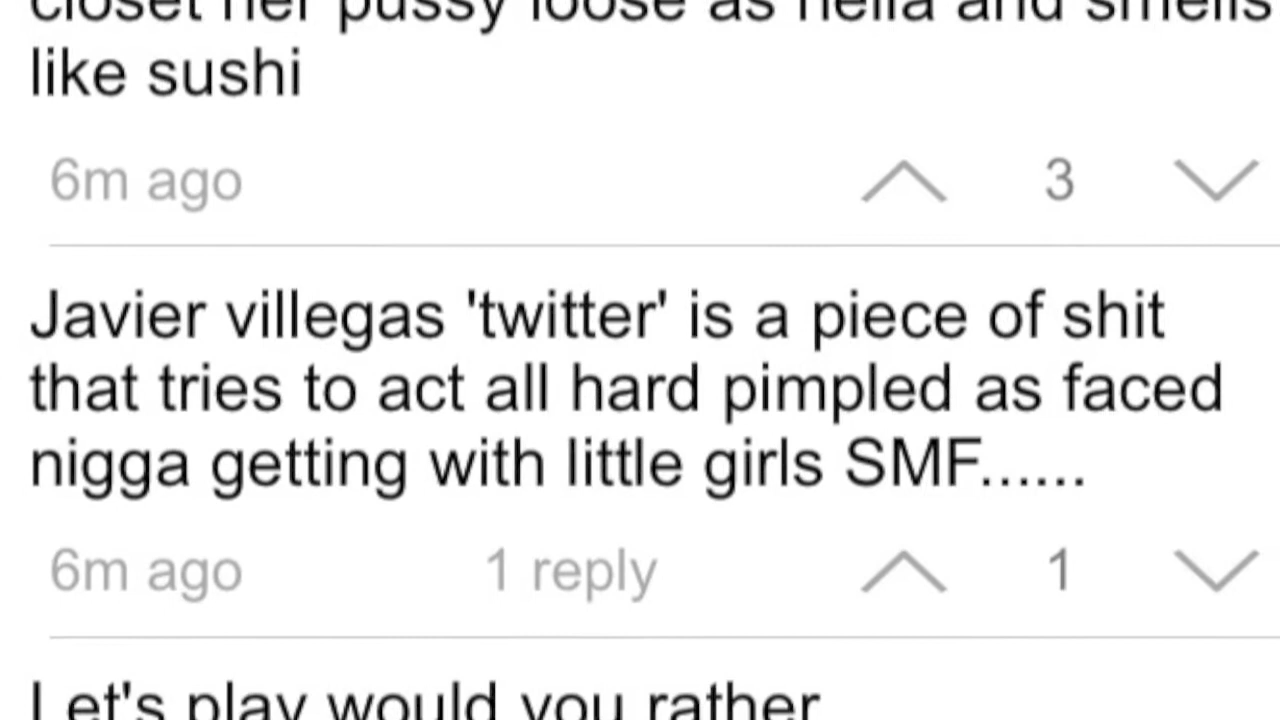 closet her pussy loose as hella and smells
like sushi
6m ago 3
Javier villegas 'twitter' is a piece of shit
that tries to act all hard pimpled as faced
nigga getting with little girls SMF......
6m ago 1 reply 1
Let's play would you rather